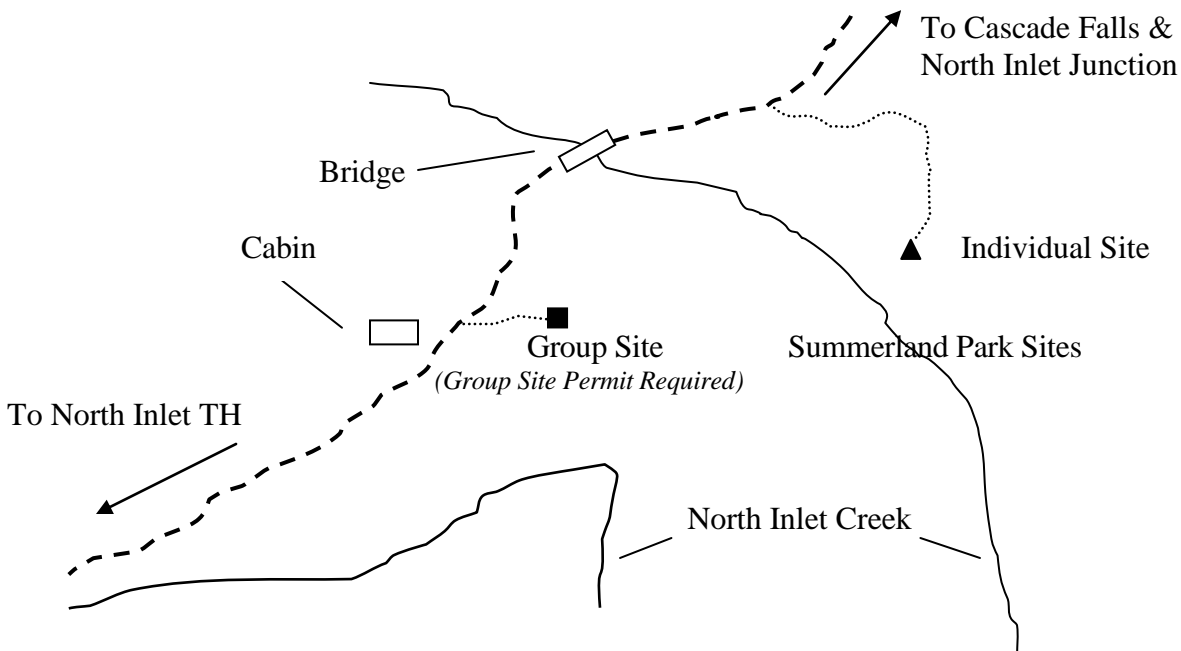 To Cascade Falls &
North Inlet Junction
Bridge
Cabin
Individual Site
Group Site
(Group Site Permit Required)
Summerland Park Sites
To North Inlet TH
North Inlet Creek